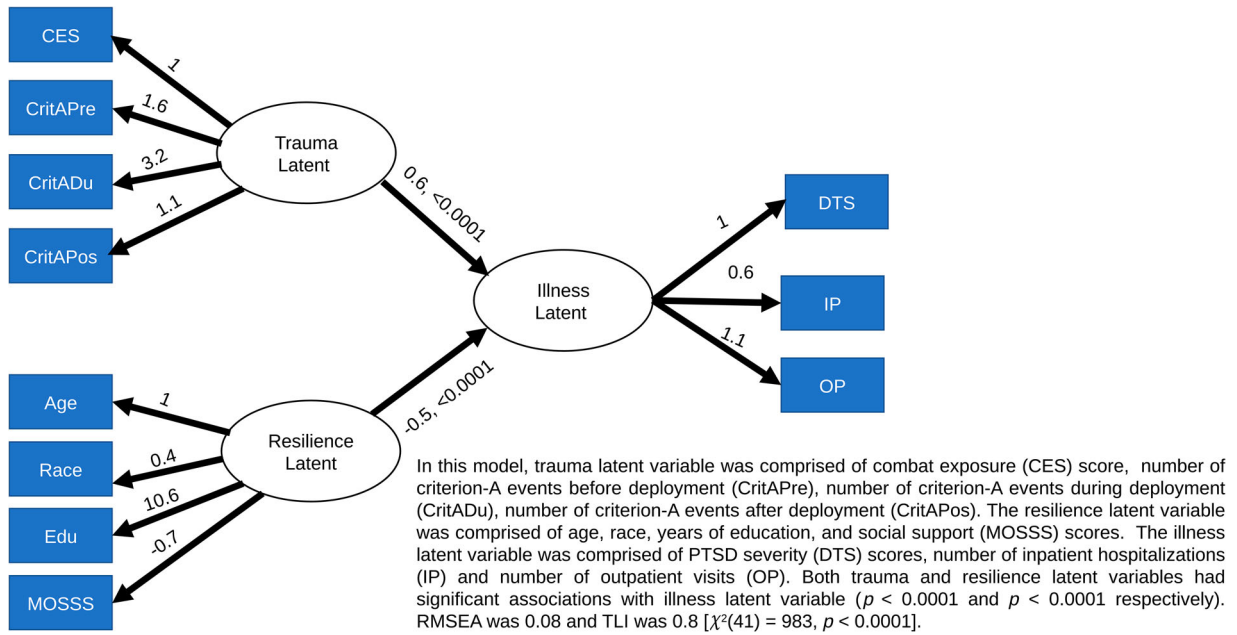 CES
CritAPre
CritADu
CritAPos
1
1.6
3.2
1.1
Trauma
Latent
0.6, <0.0001
Age
Race
Edu
MOSSS
1
0.4
10.6
-0.7
Resilience
Latent
-0.5, <0.0001
Illness
Latent
1
0.6
1.1
DTS
IP
OP
In this model, trauma latent variable was comprised of combat exposure (CES) score, number of
criterion-A events before deployment (CritAPre), number of criterion-A events during deployment
(CritADu), number of criterion-A events after deployment (CritAPos). The resilience latent variable
was comprised of age, race, years of education, and social support (MOSSS) scores. The illness
latent variable was comprised of PTSD severity (DTS) scores, number of inpatient hospitalizations
(IP) and number of outpatient visits (OP). Both trauma and resilience latent variables had
significant associations with illness latent variable (p < 0.0001 and p < 0.0001 respectively).
RMSEA was 0.08 and TLI was 0.8 [χ²(41) = 983, p < 0.0001].